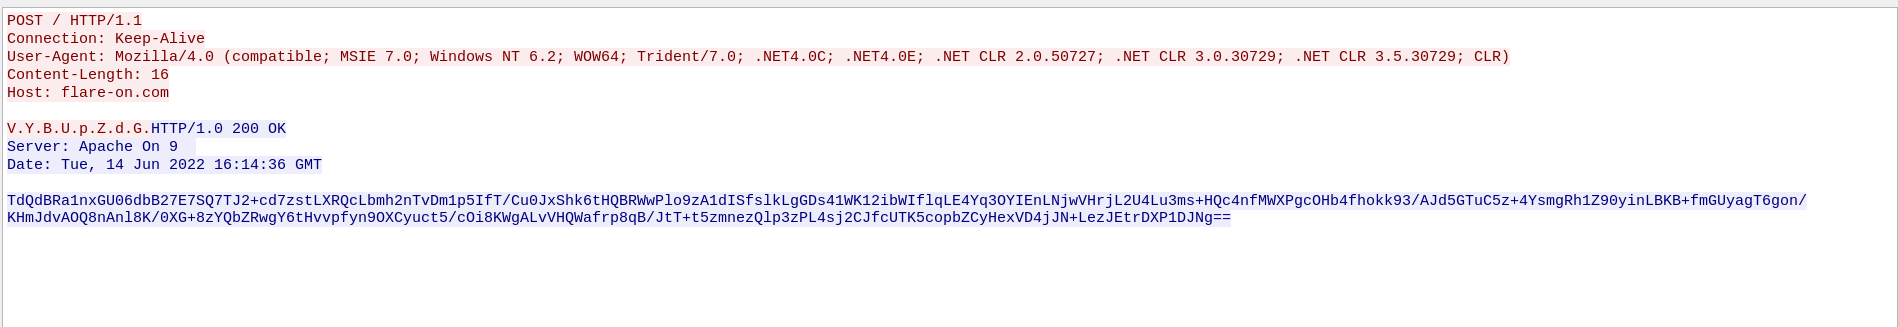 POST / HTTP/1.1
Connection: Keep-Alive
User-Agent: Mozilla/4.0 (compatible; MSIE 7.0; Windows NT 6.2; WOW64; Trident/7.0; .NET4.0C; .NET4.0E; .NET CLR 2.0.50727; .NET CLR 3.0.30729; .NET CLR 3.5.30729; CLR)
Content-Length: 16
Host: flare-on.com
V.Y.B.U.p.Z.d.G.HTTP/1.0 200 OK
Server: Apache On 9
Date: Tue, 14 Jun 2022 16:14:36 GMT
TdQdBRa1nxGU06dbB27E7SQ7TJ2+cd7zstLXRQcLbmh2nTvDm1p5IfT/Cu0JxShk6tHQBRWwPlo9zA1dISfslkLgGDs41WK12ibWIflqLE4Yq3OYIEnLNjwVHrjL2U4Lu3ms+HQc4nfMWXPgcOHb4fhokk93/AJd5GTuC5z+4YsmgRh1Z90yinLBKB+fmGUyagT6gon/
KHmJdvAOQ8nAnl8K/0XG+8zYQbZRwgY6tHvvpfyn9OXCyuct5/cOi8KWgALvVHQWafrp8qB/JtT+t5zmnezQlp3zPL4sj2CJfcUTK5copbZCyHexVD4jJN+LezJEtrDXP1DJNg==